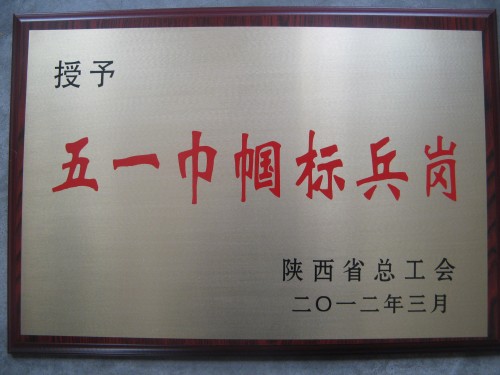 授予
五一巾帼标兵岗
陕西省总工会
二〇一二年三月